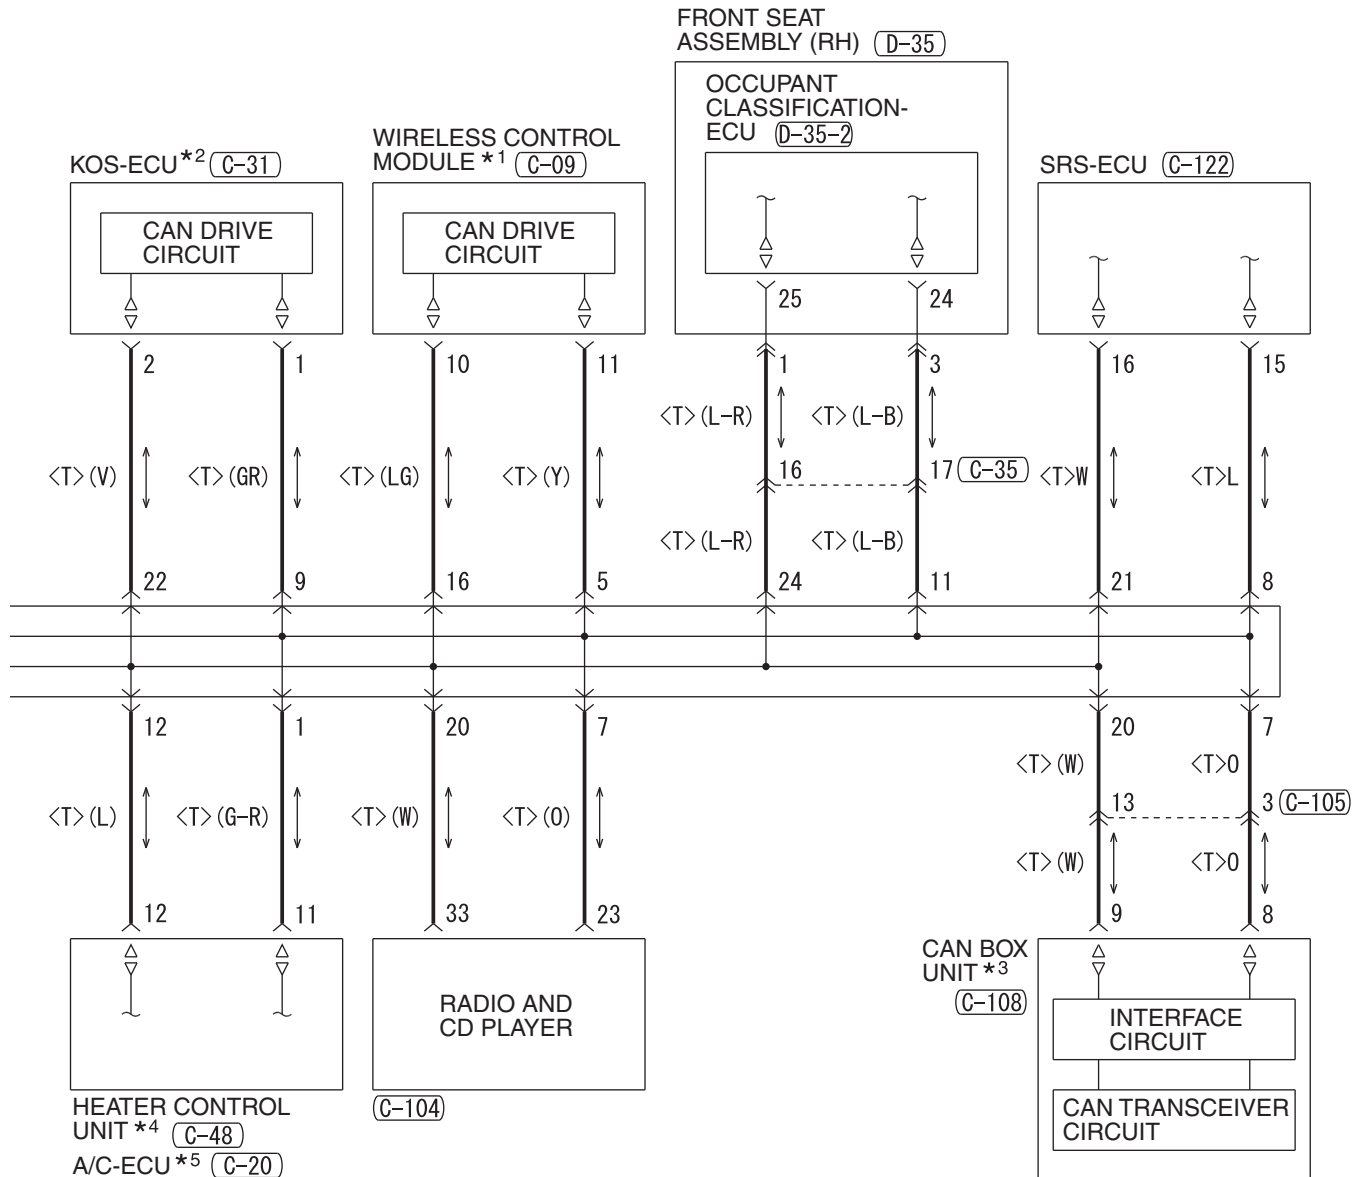 FRONT SEAT
ASSEMBLY (RH) D-35
OCCUPANT
CLASSIFICATION-
ECU D-35-2
KOS-ECU*2 C-31
WIRELESS CONTROL
MODULE *1 C-09
SRS-ECU C-122
CAN DRIVE
CIRCUIT
CAN DRIVE
CIRCUIT
25 24
2 1 10 11 1 3 16 15
<T>(L-R) <T>(L-B)
<T>(V) <T>(GR) <T>(LG) <T>(Y) 16 17 C-35 <T>W <T>L
<T>(L-R) <T>(L-B)
22 9 16 5 24 11 21 8
12 1 20 7 20 7
<T>(W) <T>O
<T>(L) <T>(G-R) <T>(W) <T>(O) 13 3 C-105
<T>(W) <T>O
12 11 33 23 9 8
CAN BOX
UNIT *3
C-108
RADIO AND
CD PLAYER
INTERFACE
CIRCUIT
CAN TRANSCEIVER
CIRCUIT
HEATER CONTROL
UNIT *4 C-48
A/C-ECU *5 C-20
C-104